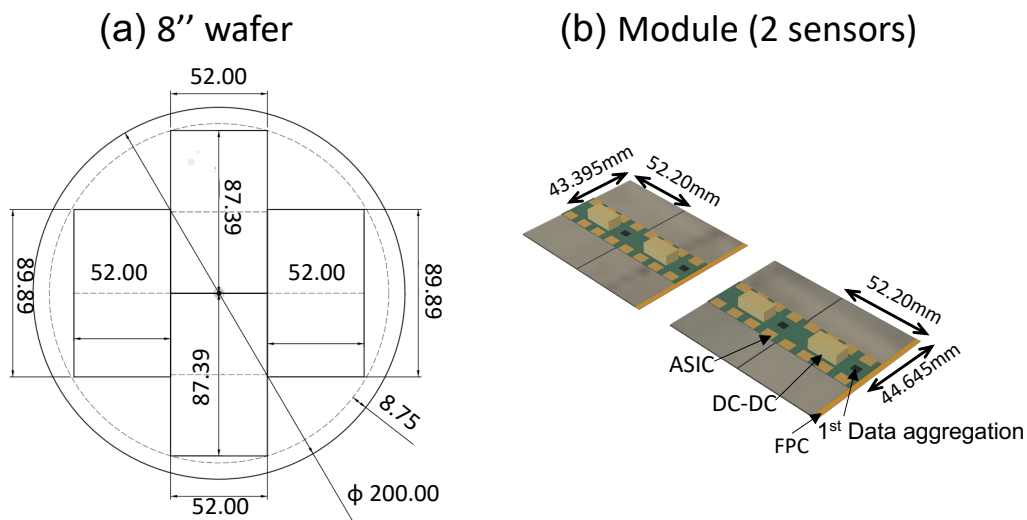 (a) 8’’ wafer
(b) Module (2 sensors)
52.00
87.39
89.89
52.00
52.00
89.89
87.39
8.75
52.00
ϕ 200.00
43.395mm
52.20mm
52.20mm
44.645mm
ASIC
DC-DC
FPC
1st Data aggregation